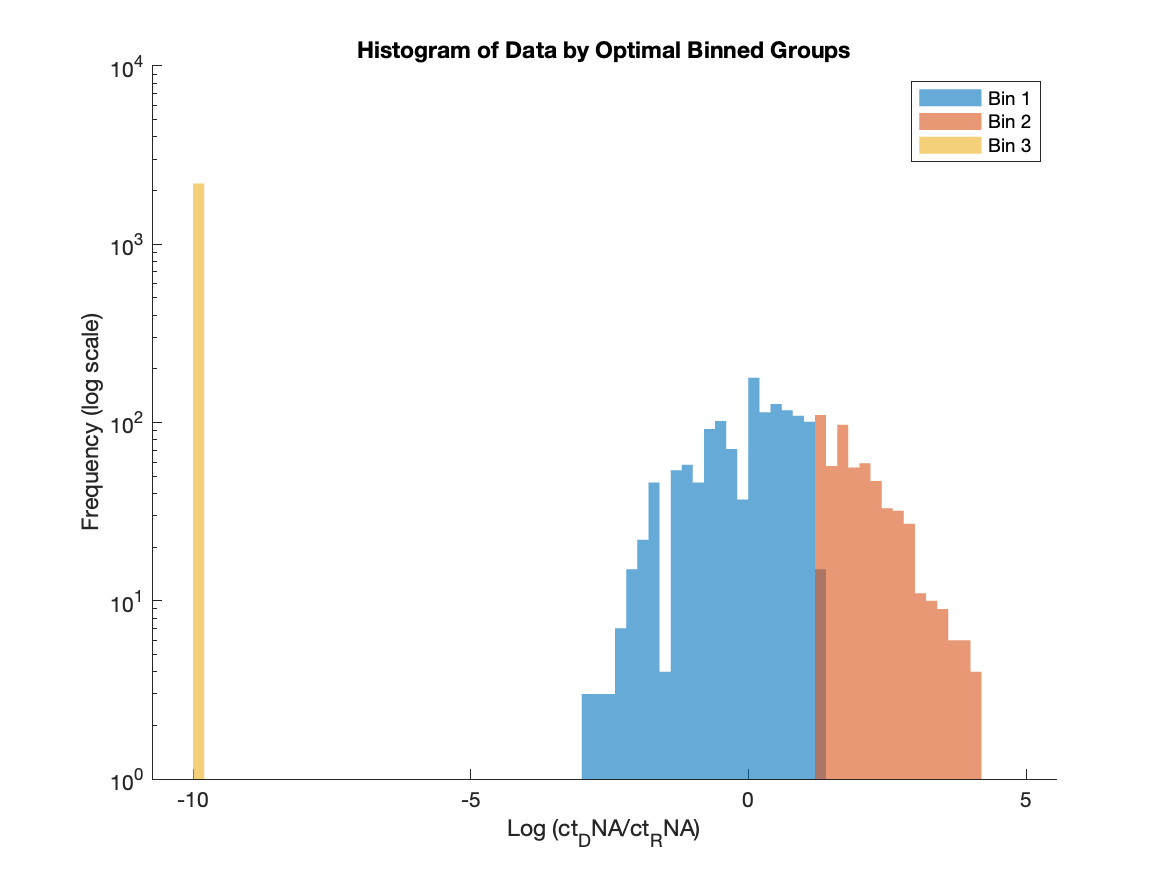 Histogram of Data by Optimal Binned Groups
10^4
10^3
10^2
10^1
10^0
Frequency (log scale)
Bin 1
Bin 2
Bin 3
-10 -5 0 5
Log (ct_DNA/ct_RNA)